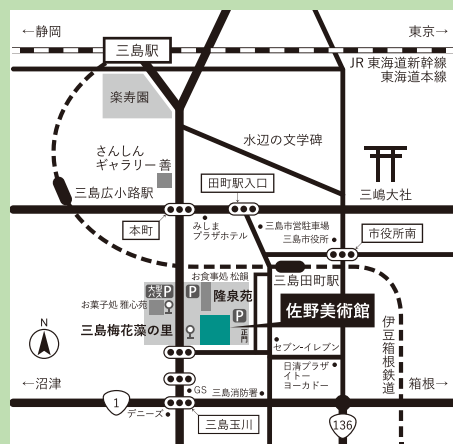 ←静岡
東京→
三島駅
JR 東海道新幹線
東海道本線
楽寿園
水辺の文学碑
さんしん
ギャラリー善
田町駅入口
三嶋大社
三島広小路駅
本町
みしま
プラザホテル
三島市営駐車場
三島市役所
市役所南
お食事処 松韻
三島田町駅
大型
バス
P
P
隆泉苑
お菓子処 雅心苑
P
佐野美術館
正門
三島梅花藻の里
伊豆箱根鉄道
N
セブン-イレブン
日清プラザ
イトー
ヨーカドー
←沼津
箱根→
GS
三島消防署
1
デニーズ
三島玉川
136